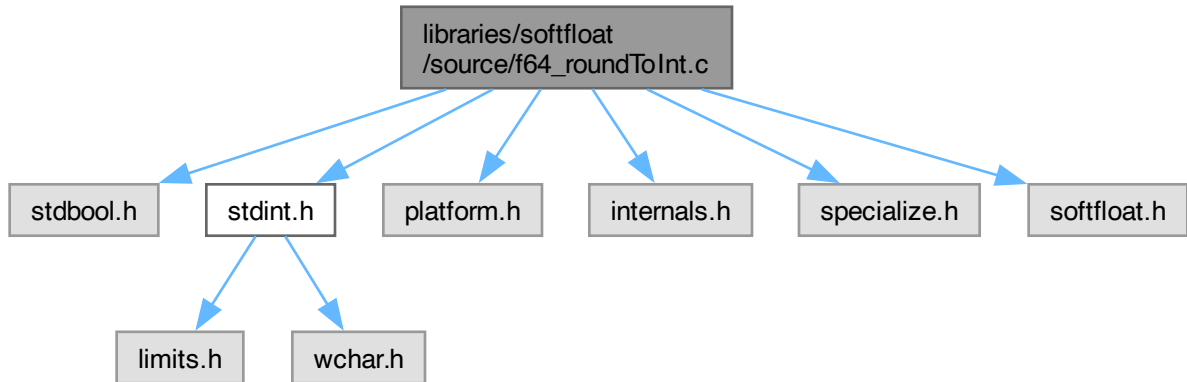 libraries/softfloat
/source/f64_roundToInt.c
stdbool.h
stdint.h
platform.h
internals.h
specialize.h
softfloat.h
limits.h
wchar.h